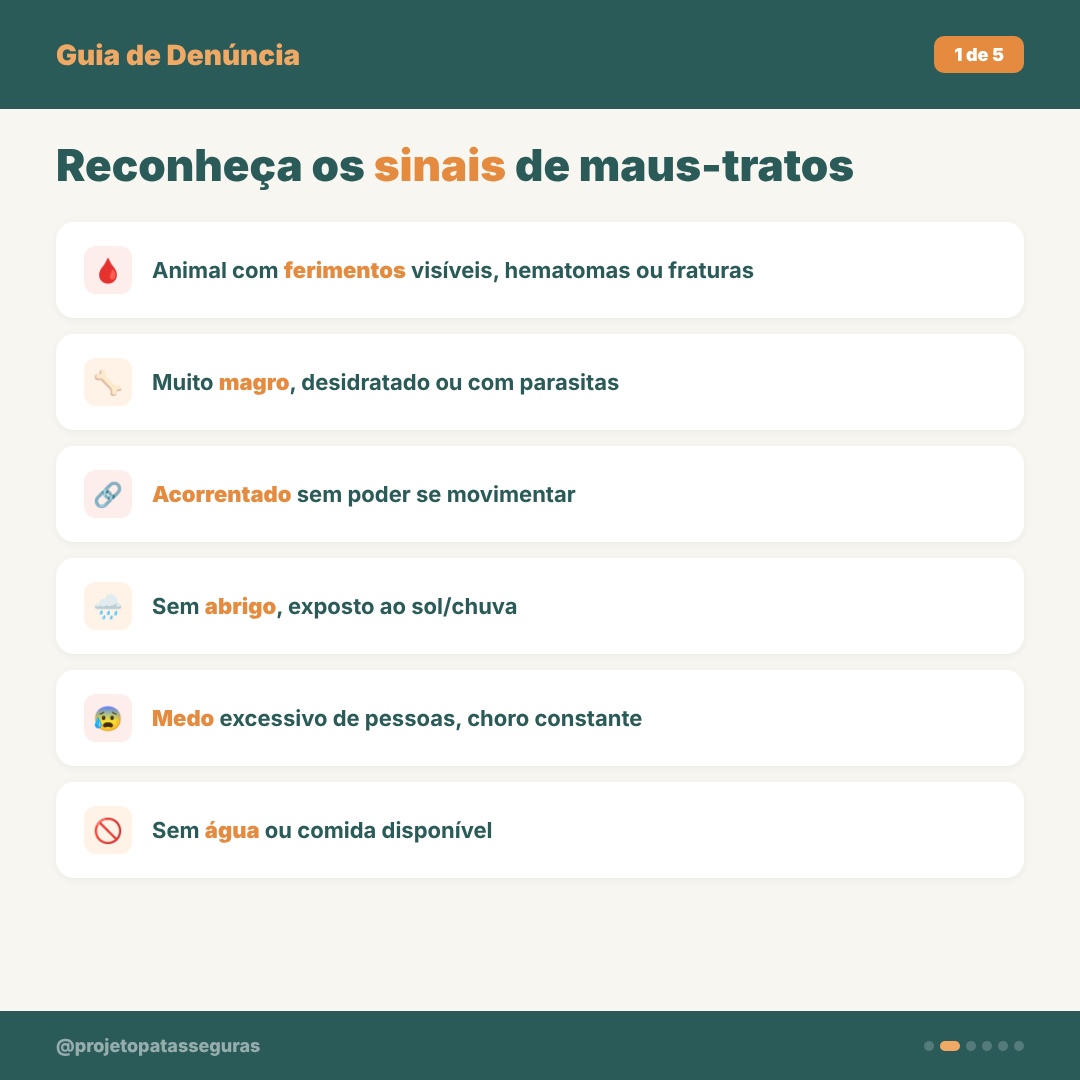 Guia de Denúncia
1 de 5
Reconheça os sinais de maus-tratos
Animal com ferimentos visíveis, hematomas ou fraturas
Muito magro, desidratado ou com parasitas
Acorrentado sem poder se movimentar
Sem abrigo, exposto ao sol/chuva
Medo excessivo de pessoas, choro constante
Sem água ou comida disponível
@projetopatasseguras